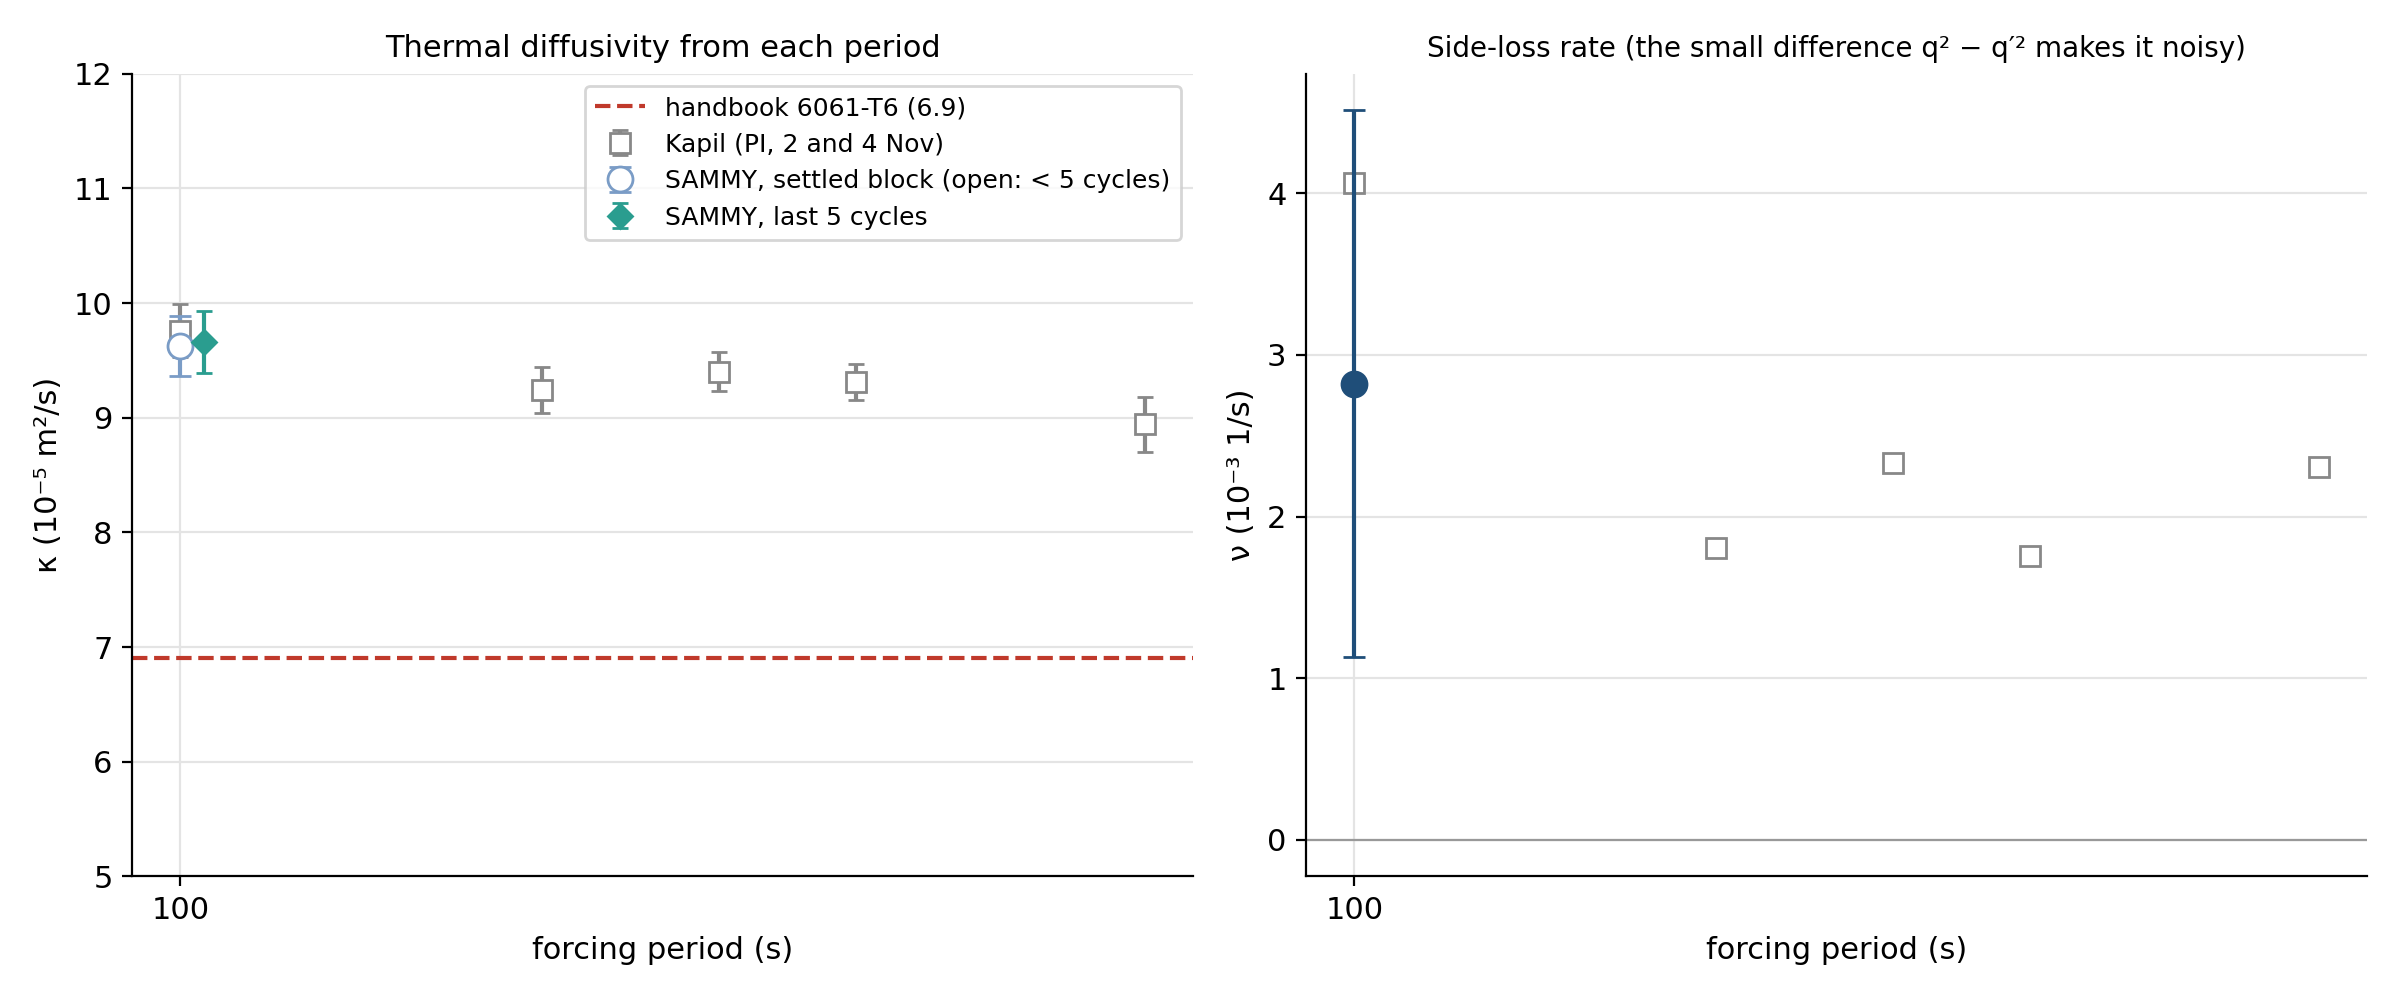 Thermal diffusivity from each period
12
11
10
9
8
7
6
5
κ (10⁻⁵ m²/s)
handbook 6061-T6 (6.9)
Kapil (PI, 2 and 4 Nov)
SAMMY, settled block (open: < 5 cycles)
SAMMY, last 5 cycles
100
forcing period (s)
Side-loss rate (the small difference q² − q′² makes it noisy)
4
3
2
1
0
ν (10⁻³ 1/s)
100
forcing period (s)